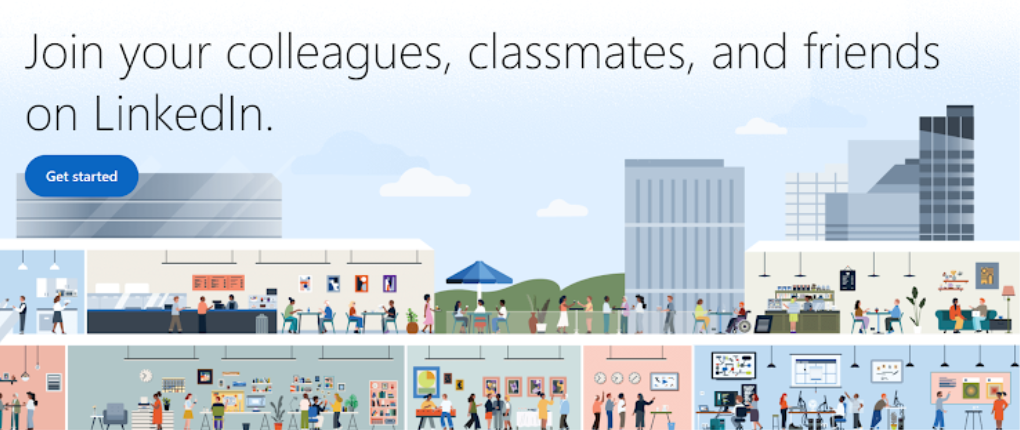 Join your colleagues, classmates, and friends
on LinkedIn.
Get started